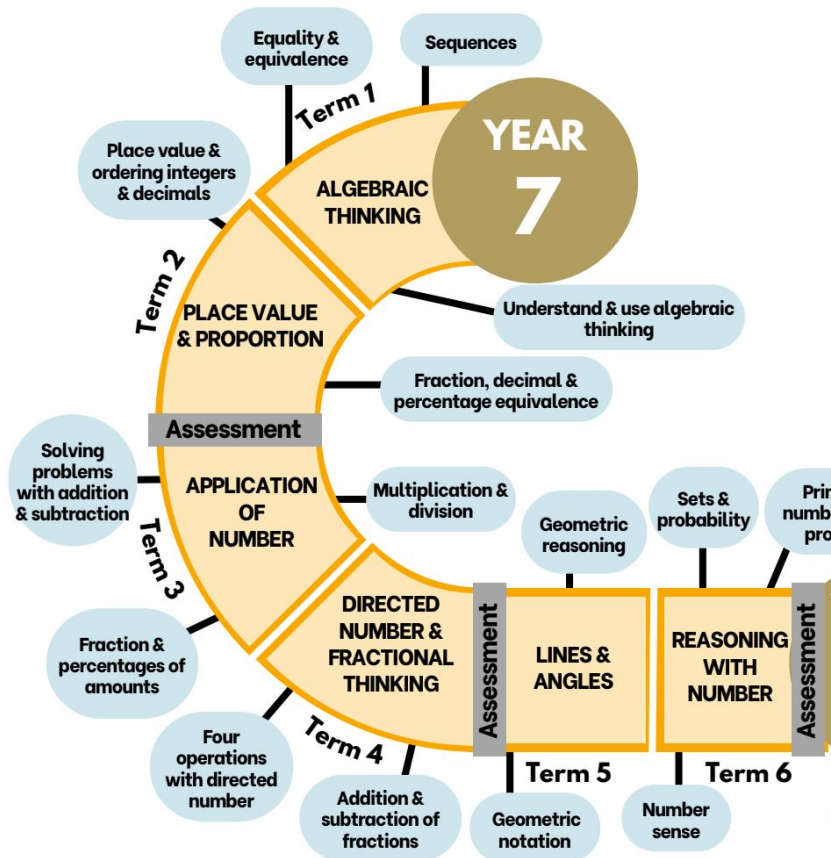 YEAR
7
Term 1
Equality &
equivalence
Sequences
ALGEBRAIC
THINKING
Understand & use algebraic
thinking
Term 2
Place value &
ordering integers
& decimals
PLACE VALUE
& PROPORTION
Fraction, decimal &
percentage equivalence
Assessment
Term 3
Solving
problems
with addition
& subtraction
APPLICATION
OF
NUMBER
Multiplication &
division
Fraction &
percentages of
amounts
Term 4
DIRECTED
NUMBER &
FRACTIONAL
THINKING
Four
operations
with directed
number
Addition &
subtraction of
fractions
Assessment
Term 5
Geometric
reasoning
LINES &
ANGLES
Geometric
notation
Term 6
Sets &
probability
REASONING
WITH
NUMBER
Number
sense
Assessment